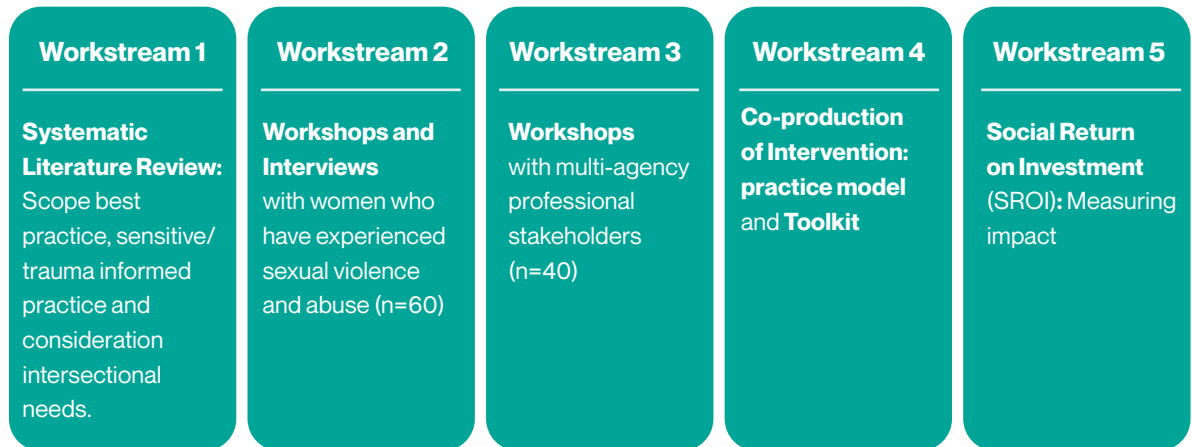 Workstream 1
Systematic
Literature Review:
Scope best
practice, sensitive/
trauma informed
practice and
consideration
intersectional
needs.
Workstream 2
Workshops and
Interviews
with women who
have experienced
sexual violence
and abuse (n=60)
Workstream 3
Workshops
with multi-agency
professional
stakeholders
(n=40)
Workstream 4
Co-production
of Intervention:
practice model
and Toolkit
Workstream 5
Social Return
on Investment
(SROI): Measuring
impact